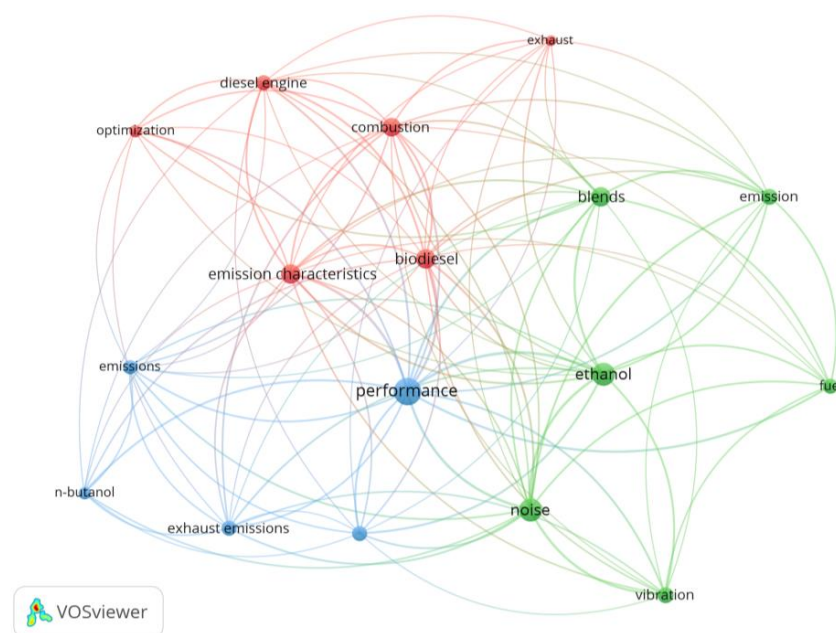 exhaust
diesel engine
optimization
combustion
blends
emission
biodiesel
emission characteristics
emissions
ethanol
performance
fue
n-butanol
noise
exhaust emissions
vibration
VOSviewer